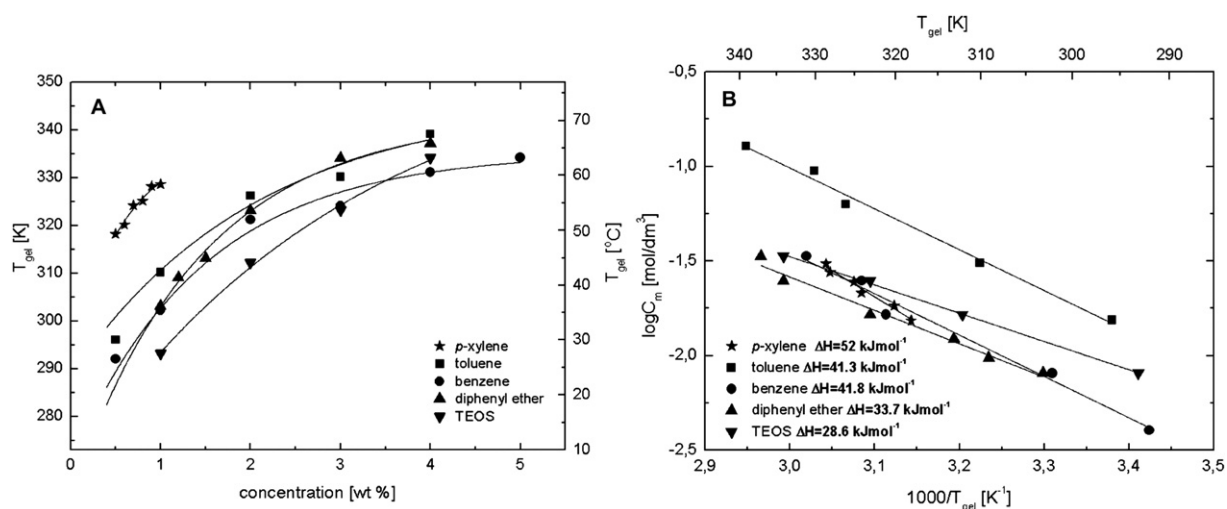 A
350
340
330
320
310
300
290
280
T_gel [K]
70
60
50
40
30
20
10
T_gel [°C]
p-xylene
toluene
benzene
diphenyl ether
TEOS
0 1 2 3 4 5
concentration [wt %]
T_gel [K]
340 330 320 310 300 290
B
-0,5
-1,0
-1,5
-2,0
-2,5
logC_m [mol/dm³]
p-xylene ΔH=52 kJmol⁻¹
toluene ΔH=41.3 kJmol⁻¹
benzene ΔH=41.8 kJmol⁻¹
diphenyl ether ΔH=33.7 kJmol⁻¹
TEOS ΔH=28.6 kJmol⁻¹
2,9 3,0 3,1 3,2 3,3 3,4 3,5
1000/T_gel [K⁻¹]